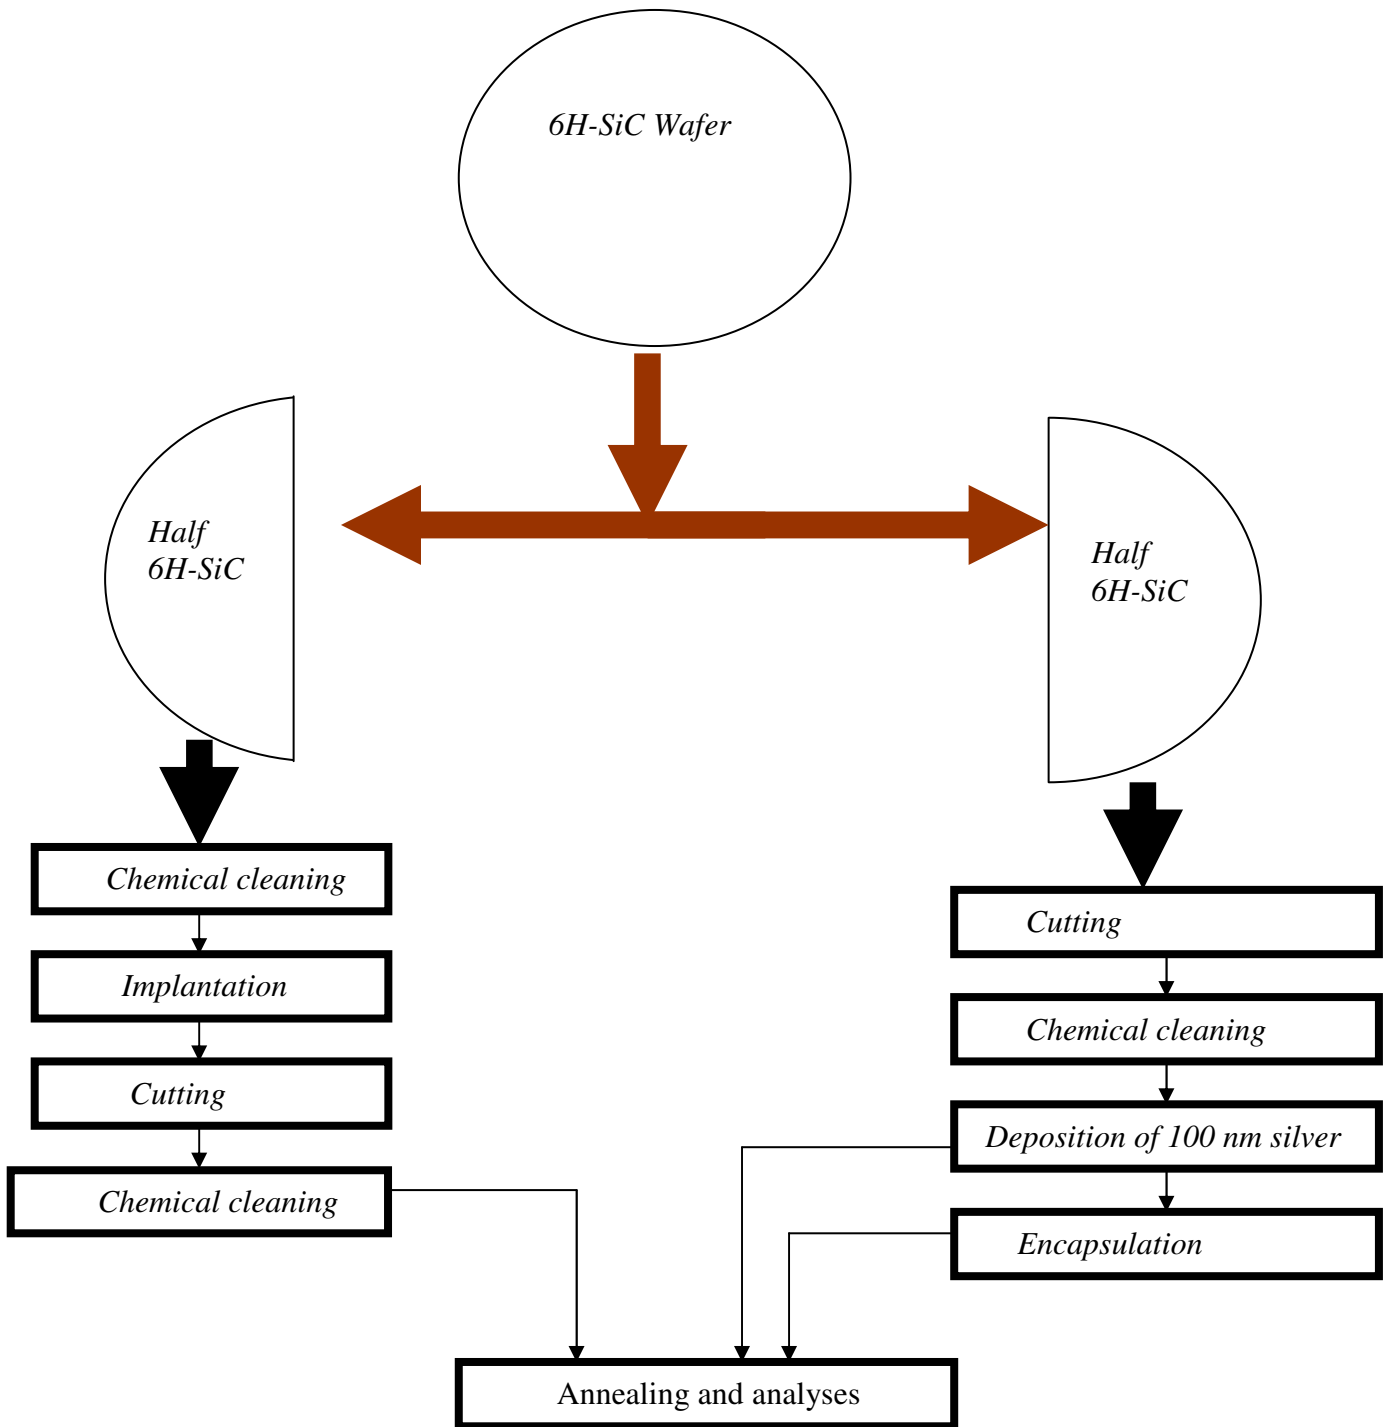 6H-SiC Wafer
Half
6H-SiC
Half
6H-SiC
Chemical cleaning
Implantation
Cutting
Chemical cleaning
Cutting
Chemical cleaning
Deposition of 100 nm silver
Encapsulation
Annealing and analyses